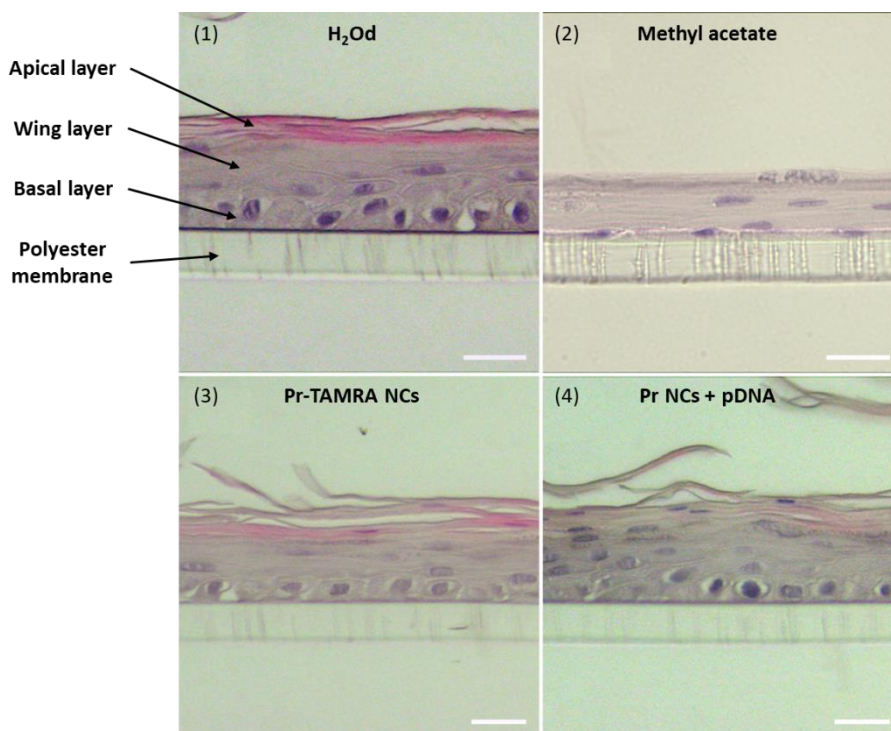 (1) H₂Od
(2) Methyl acetate
Apical layer
Wing layer
Basal layer
Polyester
membrane
(3) Pr-TAMRA NCs
(4) Pr NCs + pDNA